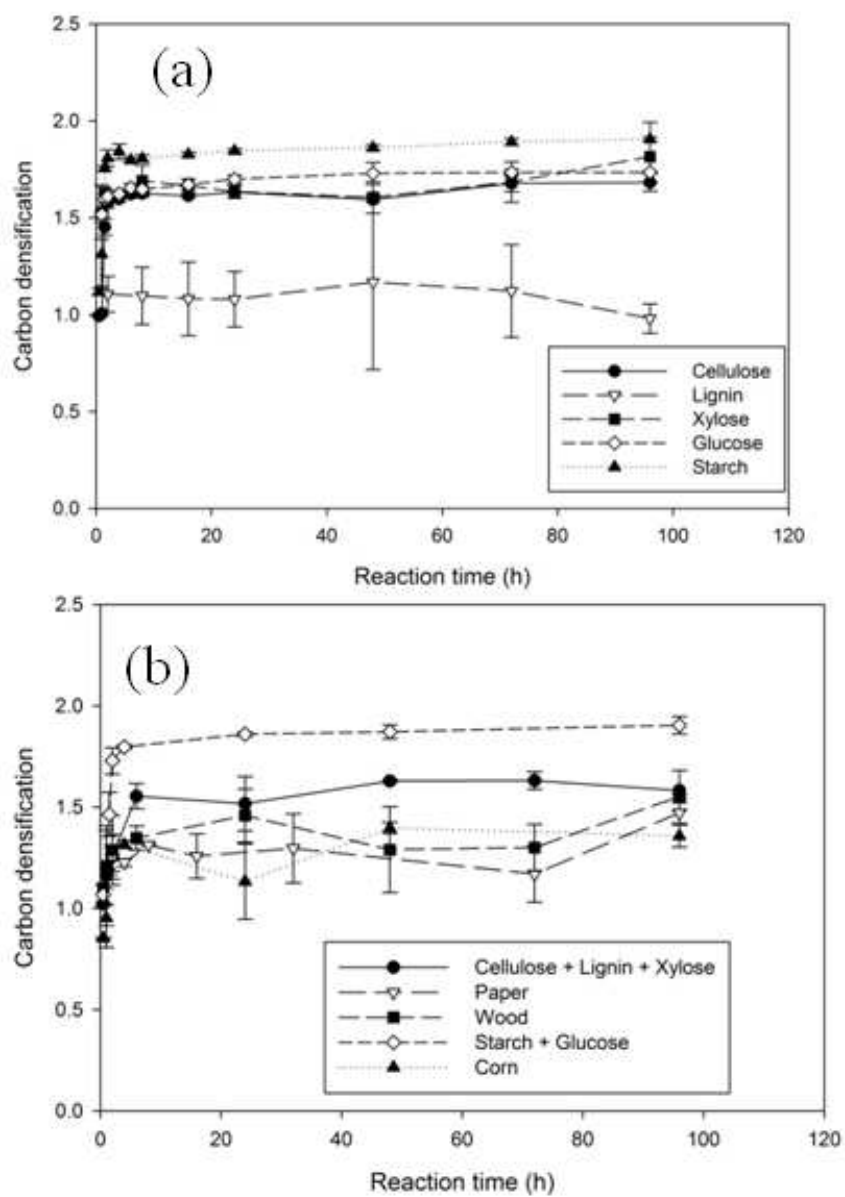 2.5
(a)
2.0
1.5
1.0
0.5
0.0
Carbon densification
Cellulose
Lignin
Xylose
Glucose
Starch
0 20 40 60 80 100 120
Reaction time (h)
2.5
(b)
2.0
1.5
1.0
0.5
0.0
Carbon densification
Cellulose + Lignin + Xylose
Paper
Wood
Starch + Glucose
Corn
0 20 40 60 80 100 120
Reaction time (h)